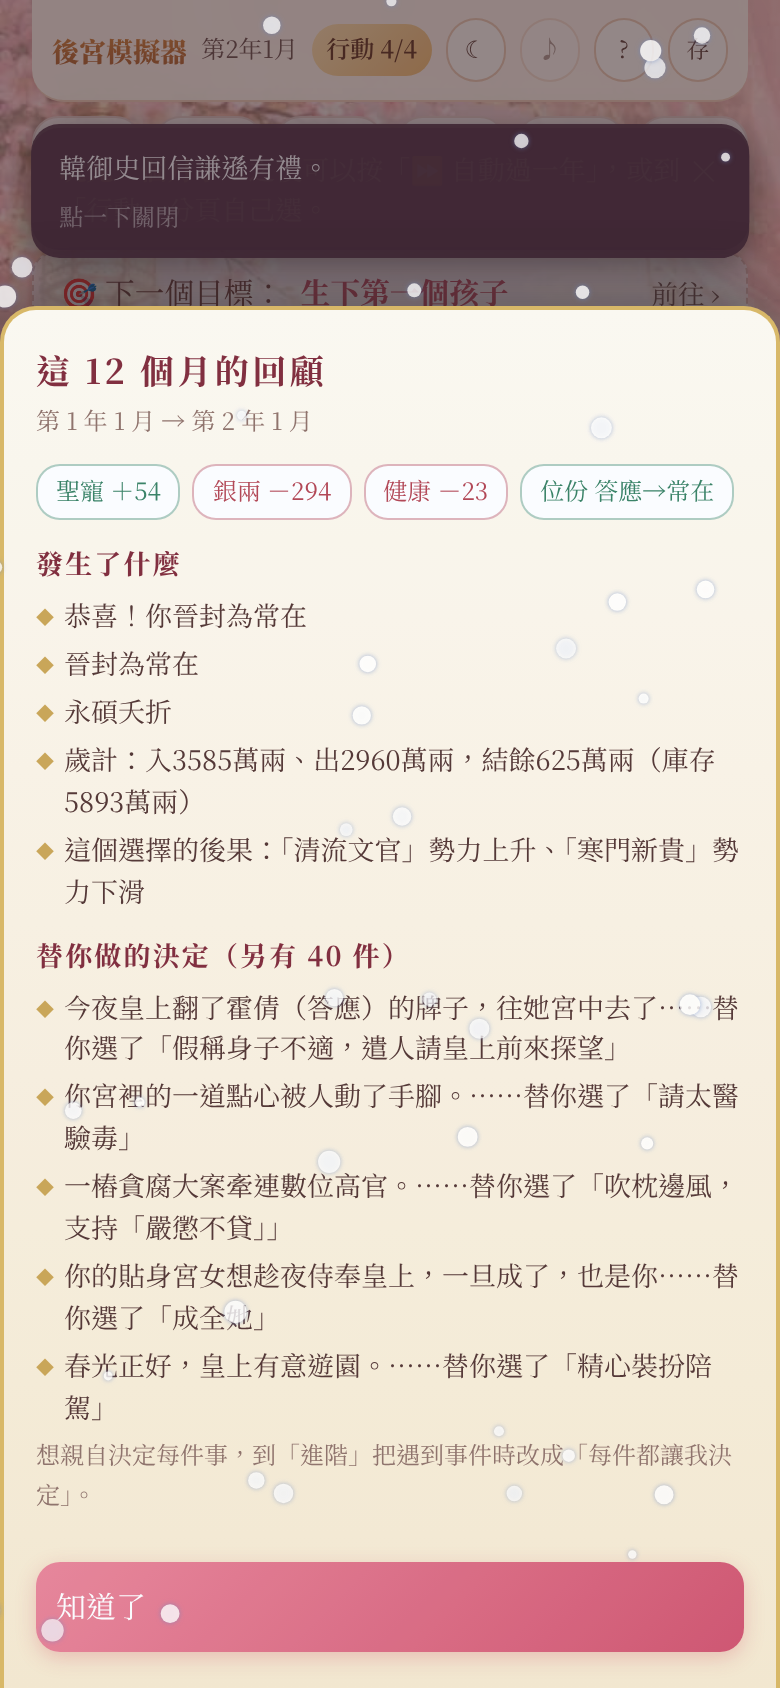 後宮模擬器 第2年1月 行動 4/4 ☾ ♪ ? 存
韓御史回信謙遜有禮。
點一下關閉
🎯 下一個目標： 生下第一個孩子 前往 ›
這 12 個月的回顧
第 1 年 1 月 → 第 2 年 1 月
聖寵 ＋54 銀兩 －294 健康 －23 位份 答應→常在
發生了什麼
◆ 恭喜！你晉封為常在
◆ 晉封為常在
◆ 永碩夭折
◆ 歲計：入3585萬兩、出2960萬兩，結餘625萬兩（庫存
5893萬兩）
◆ 這個選擇的後果：「清流文官」勢力上升、「寒門新貴」勢
力下滑
替你做的決定（另有 40 件）
◆ 今夜皇上翻了霍倩（答應）的牌子，往她宮中去了⋯⋯替
你選了「假稱身子不適，遣人請皇上前來探望」
◆ 你宮裡的一道點心被人動了手腳。⋯⋯替你選了「請太醫
驗毒」
◆ 一樁貪腐大案牽連數位高官。⋯⋯替你選了「吹枕邊風，
支持「嚴懲不貸」」
◆ 你的貼身宮女想趁夜侍奉皇上，一旦成了，也是你⋯⋯替
你選了「成全她」
◆ 春光正好，皇上有意遊園。⋯⋯替你選了「精心裝扮陪
駕」
想親自決定每件事，到「進階」把遇到事件時改成「每件都讓我決
定」。
知道了